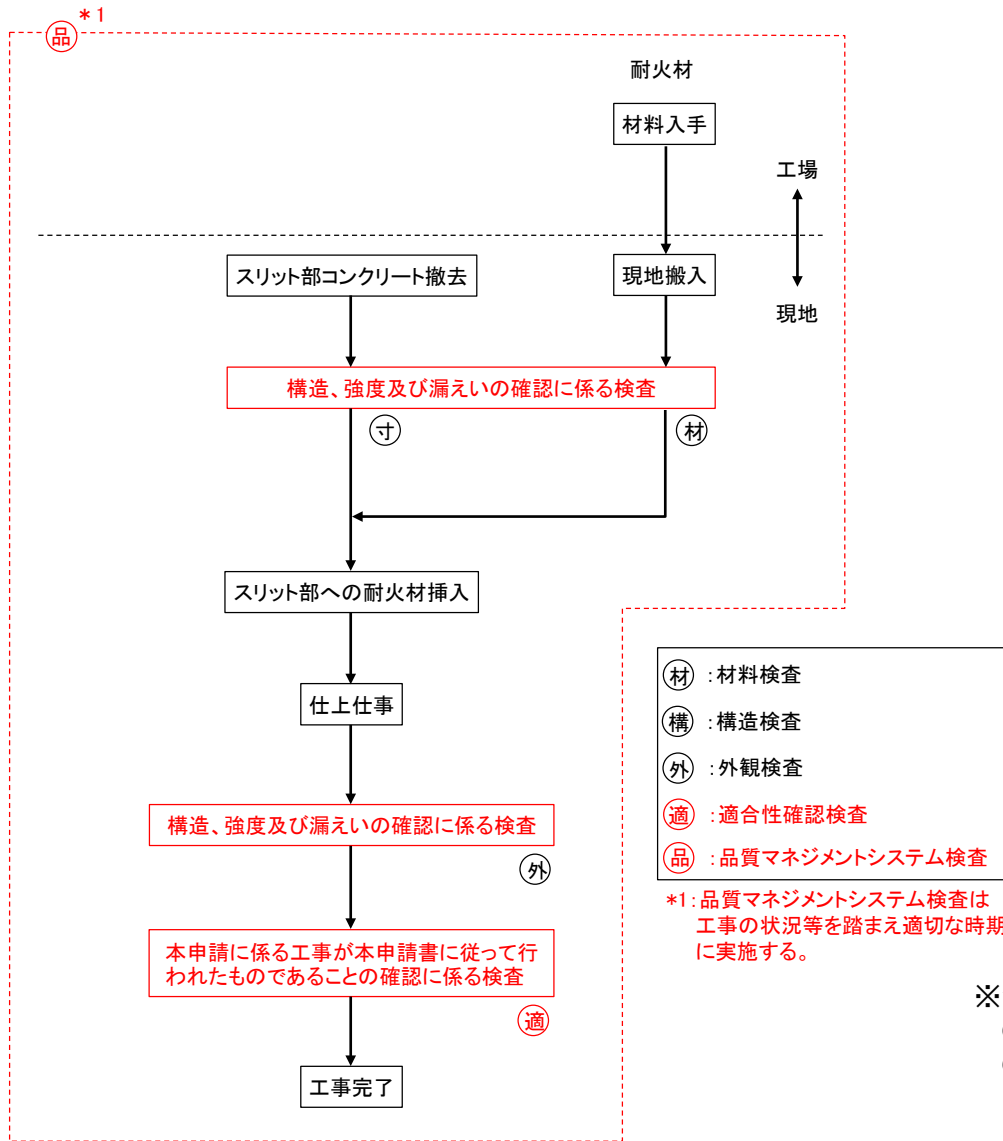 *1
品
耐火材
材料入手
工場
スリット部コンクリート撤去
現地搬入
現地
構造、強度及び漏えいの確認に係る検査
寸
材
スリット部への耐火材挿入
仕上仕事
構造、強度及び漏えいの確認に係る検査
外
本申請に係る工事が本申請書に従って行
われたものであることの確認に係る検査
適
工事完了
材 :材料検査
構 :構造検査
外 :外観検査
適 :適合性確認検査
品 :品質マネジメントシステム検査
*1:品質マネジメントシステム検査は
工事の状況等を踏まえ適切な時期
に実施する。
※